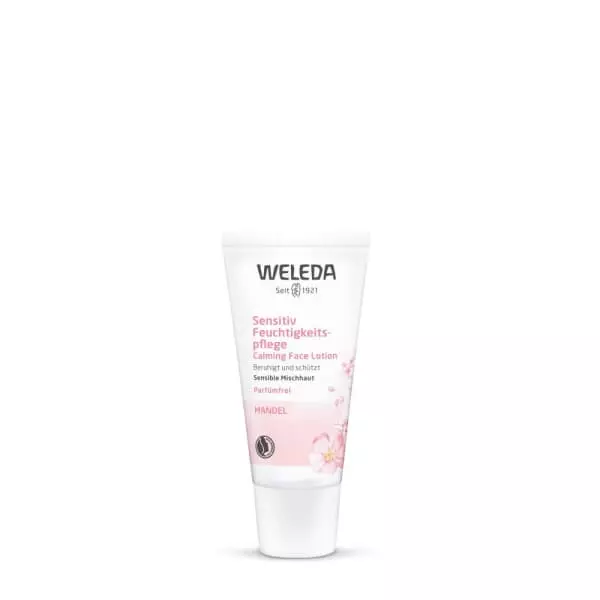 WELEDA
Seit 1921
Sensitiv
Feuchtigkeits-
pflege
Calming Face Lotion
Beruhigt und schützt
Sensible Mischhaut
Parfümfrei
MANDEL